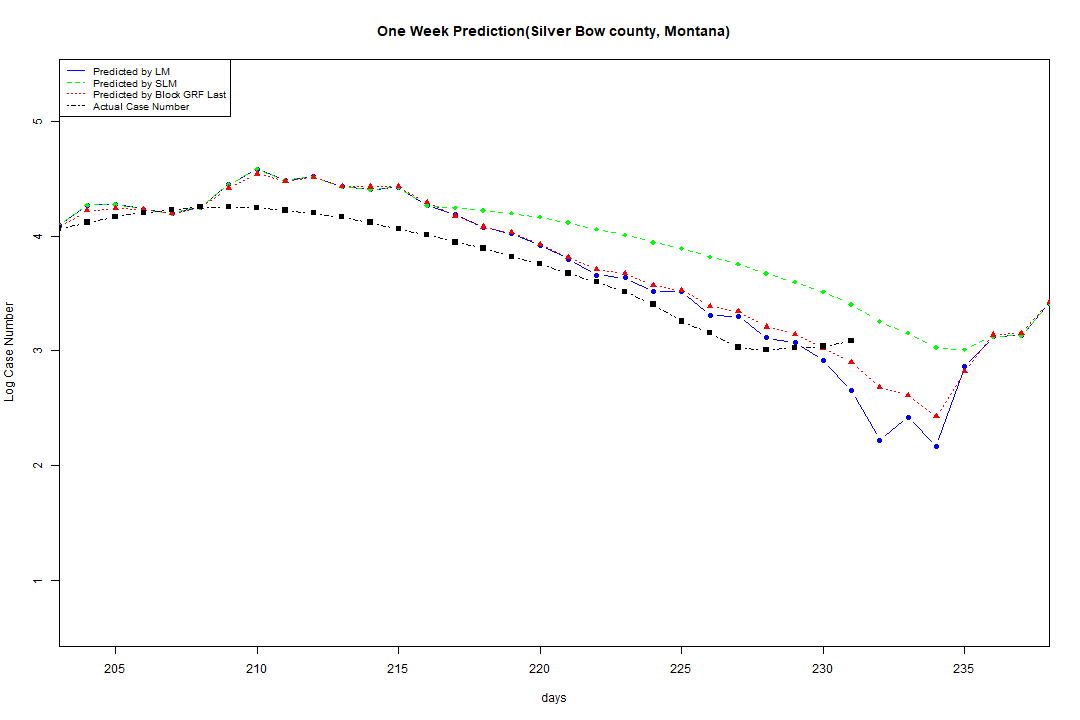 One Week Prediction(Silver Bow county, Montana)
Predicted by LM
Predicted by SLM
Predicted by Block GRF Last
Actual Case Number
5
4
3
2
1
Log Case Number
205 210 215 220 225 230 235
days